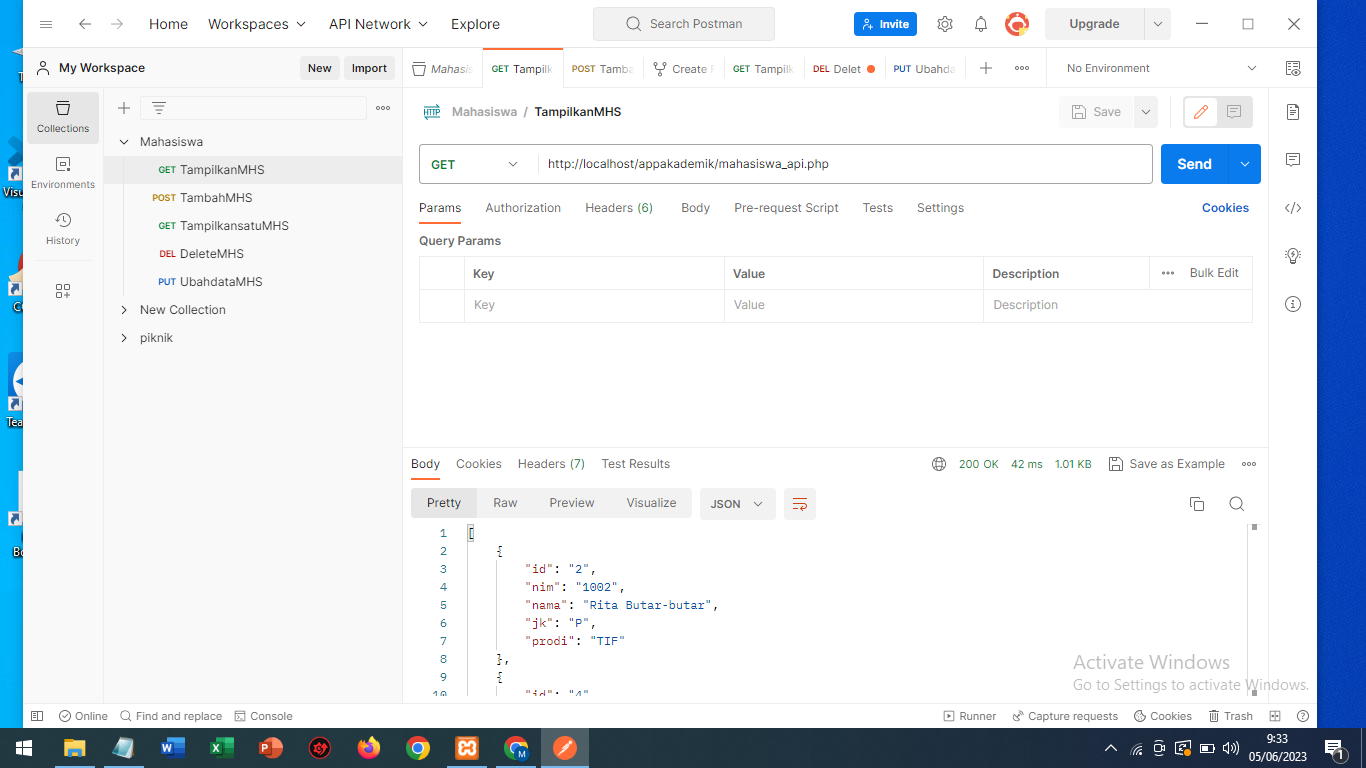 Home Workspaces API Network Explore Search Postman Invite Upgrade
My Workspace New Import
Mahasis GET Tampilk POST Tamba Create F GET Tampilk DEL Delet PUT Ubahda No Environment
Collections
Environments
History
Mahasiswa
GET TampilkanMHS
POST TambahMHS
GET TampilkansatuMHS
DEL DeleteMHS
PUT UbahdataMHS
New Collection
piknik
HTTP Mahasiswa / TampilkanMHS Save
GET http://localhost/appakademik/mahasiswa_api.php Send
Params Authorization Headers (6) Body Pre-request Script Tests Settings Cookies
Query Params
Key Value Description Bulk Edit
Key Value Description
Body Cookies Headers (7) Test Results 200 OK 42 ms 1.01 KB Save as Example
Pretty Raw Preview Visualize JSON
1 [
2 {
3 "id": "2",
4 "nim": "1002",
5 "nama": "Rita Butar-butar",
6 "jk": "P",
7 "prodi": "TIF"
8 },
9 {
10 "id": "4"
Activate Windows
Go to Settings to activate Windows.
Online Find and replace Console Runner Capture requests Cookies Trash
9:33
05/06/2023
1